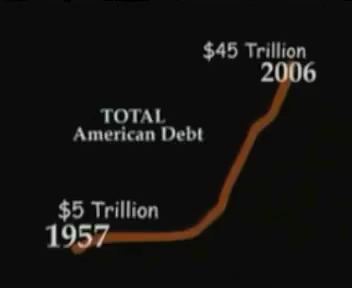 $45 Trillion
2006
TOTAL
American Debt
$5 Trillion
1957